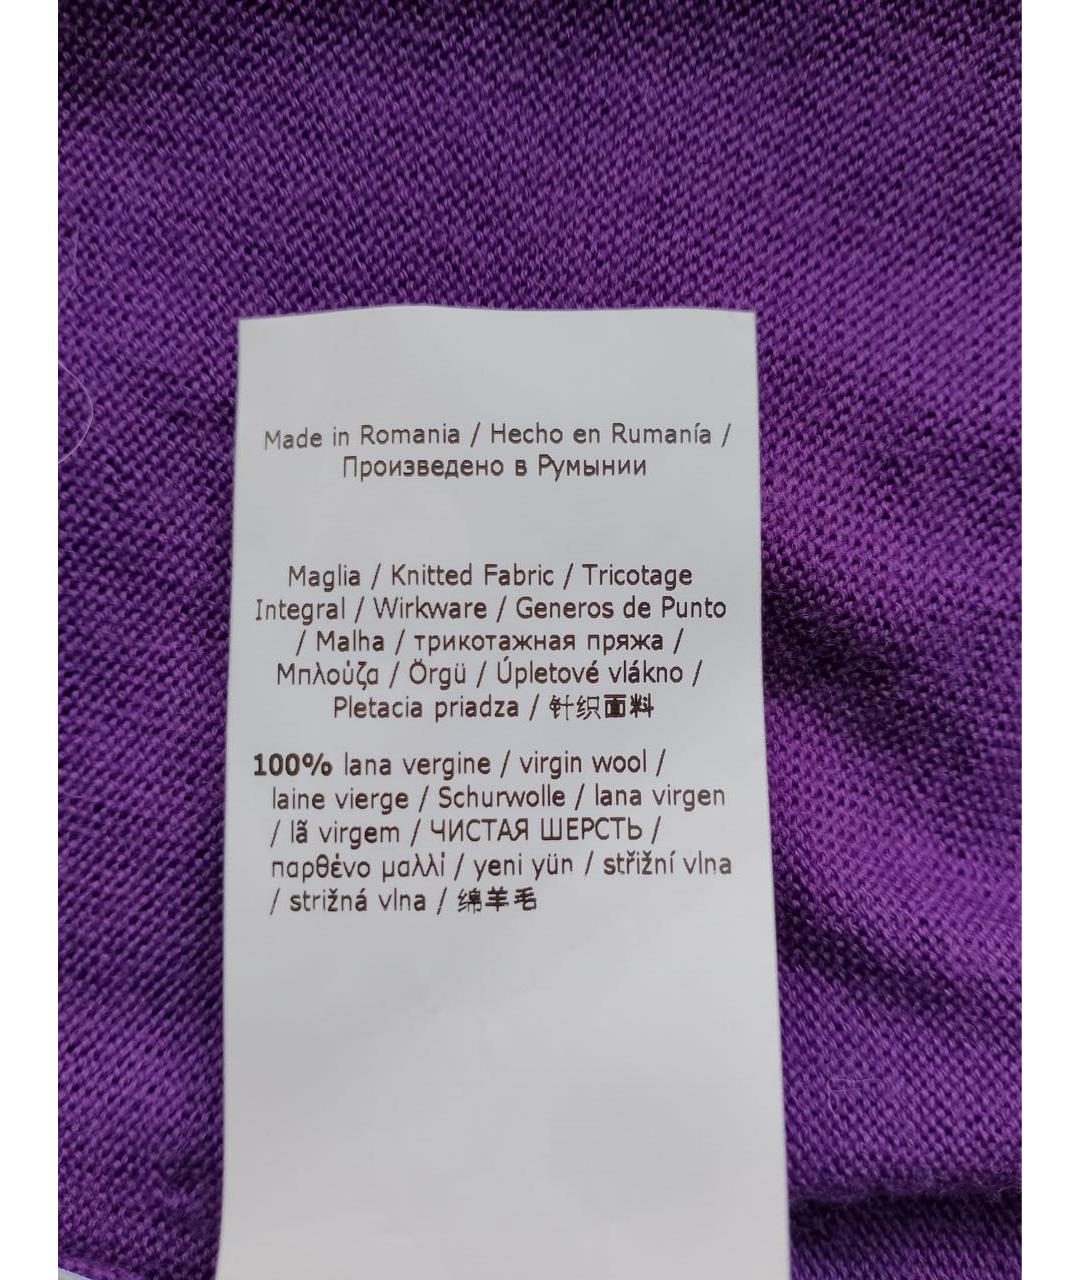 Made in Romania / Hecho en Rumanía /
Произведено в Румынии
Maglia / Knitted Fabric / Tricotage
Integral / Wirkware / Generos de Punto
/ Malha / трикотажная пряжа /
Μπλούζα / Örgü / Úpletové vlákno /
Pletacia priadza / 针织面料
100% lana vergine / virgin wool /
laine vierge / Schurwolle / lana virgen
/ lã virgem / ЧИСТАЯ ШЕРСТЬ /
παρθένο μαλλί / yeni yün / střižní vlna
/ strižná vlna / 绵羊毛